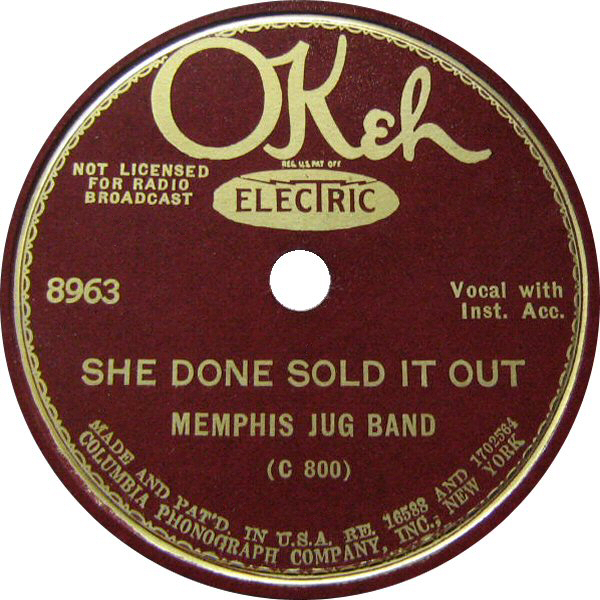 OKeh
REG. U.S. PAT. OFF.
ELECTRIC
NOT LICENSED
FOR RADIO
BROADCAST
8963
Vocal with
Inst. Acc.
SHE DONE SOLD IT OUT
MEMPHIS JUG BAND
(C 800)
MADE AND PAT'D. IN U.S.A. RE. 16588 AND 1702564
COLUMBIA PHONOGRAPH COMPANY, INC., NEW YORK